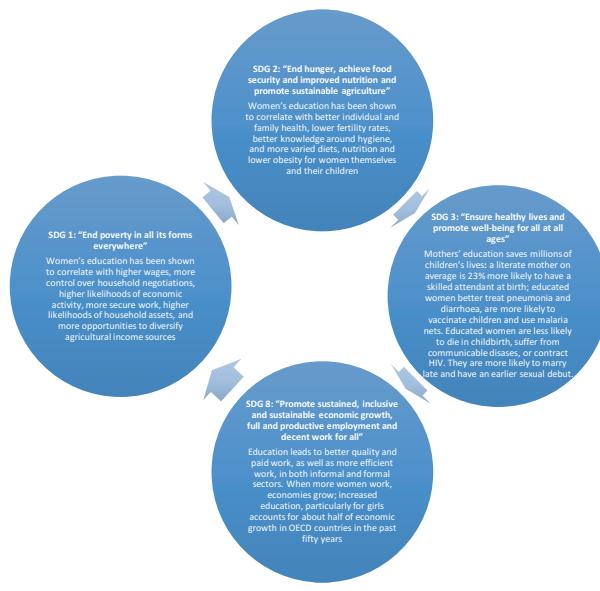 SDG 2: “End hunger, achieve food
security and improved nutrition and
promote sustainable agriculture”
Women’s education has been shown
to correlate with better individual and
family health, lower fertility rates,
better knowledge around hygiene,
and more varied diets, nutrition and
lower obesity for women themselves
and their children
SDG 1: “End poverty in all its forms
everywhere”
Women’s education has been shown
to correlate with higher wages, more
control over household negotiations,
higher likelihoods of economic
activity, more secure work, higher
likelihoods of household assets, and
more opportunities to diversify
agricultural income sources
SDG 3: “Ensure healthy lives and
promote well-being for all at all
ages”
Mothers’ education saves millions of
children’s lives: a literate mother on
average is 23% more likely to have a
skilled attendant at birth; educated
women better treat pneumonia and
diarrhoea, are more likely to
vaccinate children and use malaria
nets. Educated women are less likely
to die in childbirth, suffer from
communicable disases, or contract
HIV. They are more likely to marry
late and have an earlier sexual debut.
SDG 8: “Promote sustained, inclusive
and sustainable economic growth,
full and productive employment and
decent work for all”
Education leads to better quality and
paid work, as well as more efficient
work, in both informal and formal
sectors. When more women work,
economies grow; increased
education, particularly for girls
accounts for about half of economic
growth in OECD countries in the past
fifty years